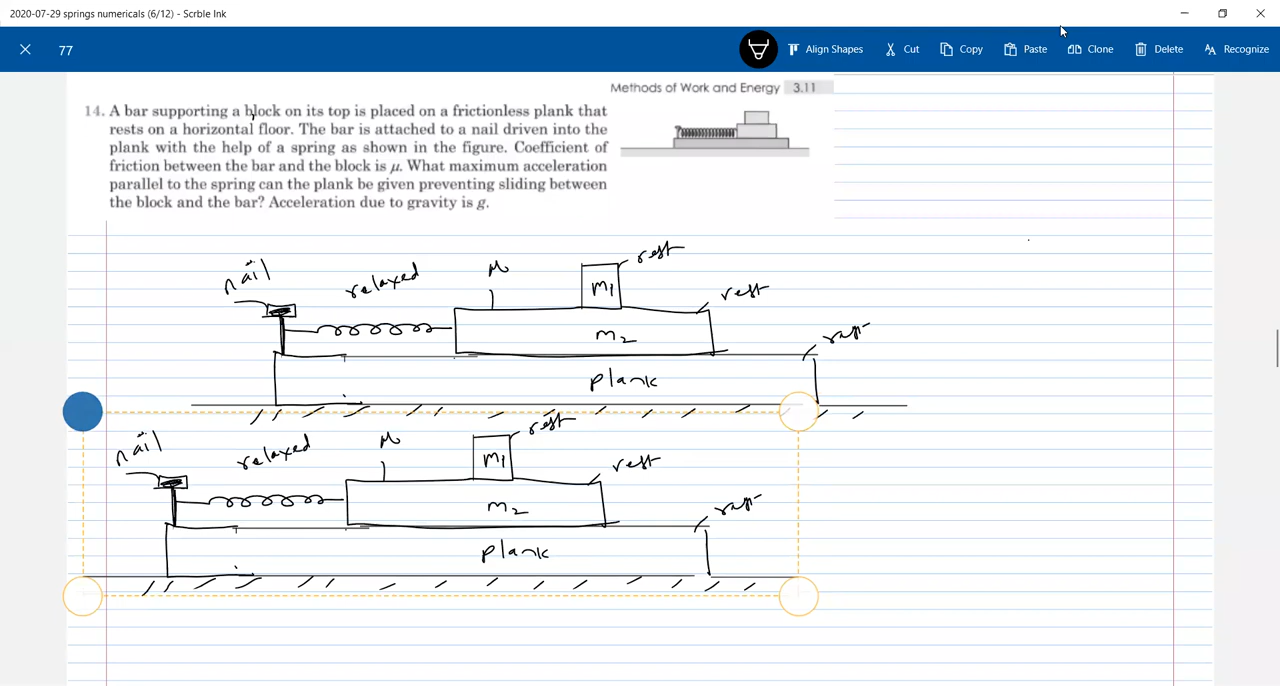 2020-07-29 springs numericals (6/12) - Scrble Ink
77
Align Shapes
Cut
Copy
Paste
Clone
Delete
Recognize
Methods of Work and Energy 3.11
14. A bar supporting a block on its top is placed on a frictionless plank that
rests on a horizontal floor. The bar is attached to a nail driven into the
plank with the help of a spring as shown in the figure. Coefficient of
friction between the bar and the block is μ. What maximum acceleration
parallel to the spring can the plank be given preventing sliding between
the block and the bar? Acceleration due to gravity is g.
nail
relaxed
μ
rest
m1
rest
m2
rest
plank
nail
relaxed
μ
rest
m1
rest
m2
rest
plank